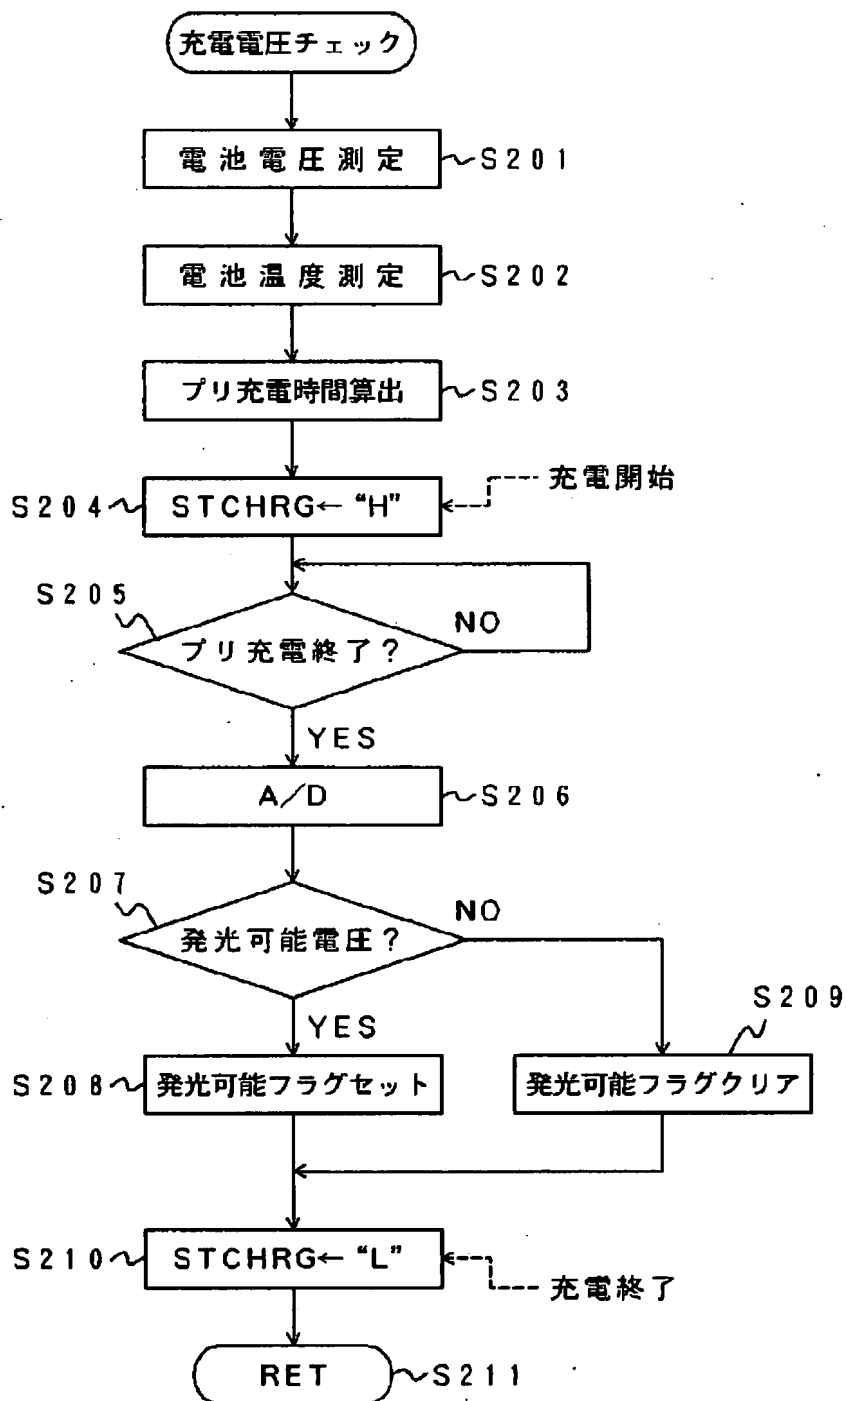 充電電圧チェック
電池電圧測定 S201
電池温度測定 S202
プリ充電時間算出 S203
充電開始
S204 STCHRG← “H”
S205
NO
プリ充電終了？
YES
A／D S206
S207
NO
発光可能電圧？
YES
S209
S208 発光可能フラグセット 発光可能フラグクリア
S210 STCHRG← “L”
充電終了
RET S211